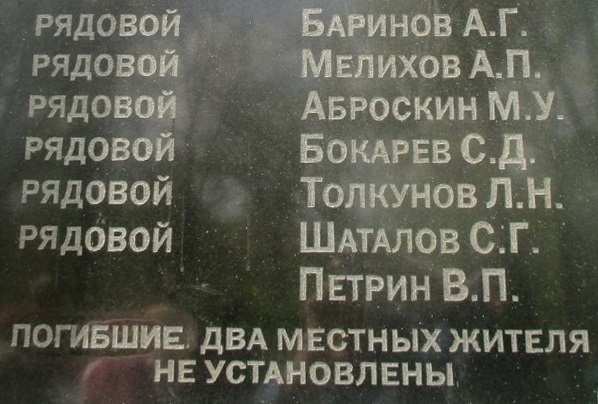 РЯДОВОЙ БАРИНОВ А.Г.
РЯДОВОЙ МЕЛИХОВ А.П.
РЯДОВОЙ АБРОСКИН М.У.
РЯДОВОЙ БОКАРЕВ С.Д.
РЯДОВОЙ ТОЛКУНОВ Л.Н.
РЯДОВОЙ ШАТАЛОВ С.Г.
ПЕТРИН В.П.
ПОГИБШИЕ ДВА МЕСТНЫХ ЖИТЕЛЯ
НЕ УСТАНОВЛЕНЫ